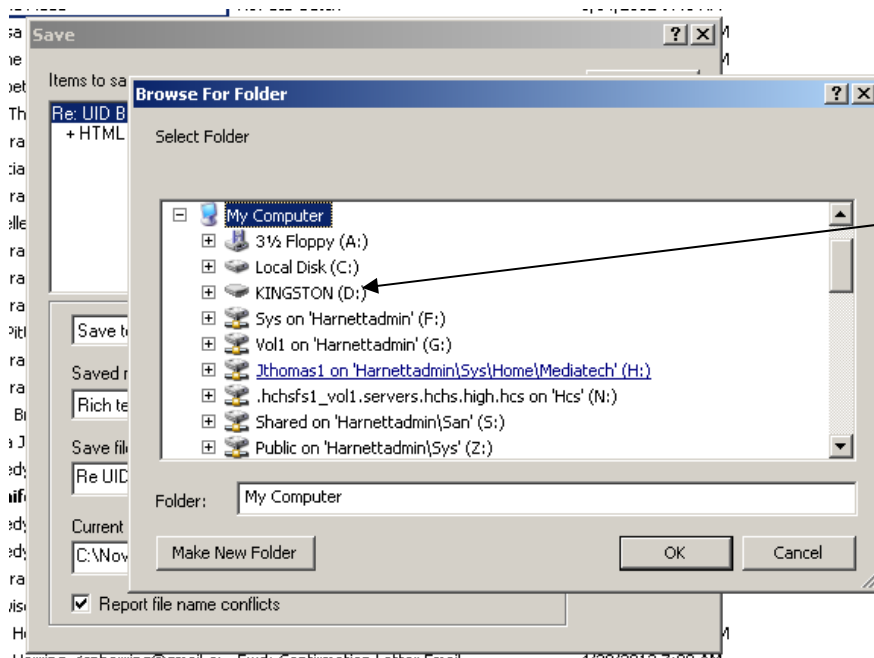 Save
Items to sa
Browse For Folder
Re: UID B
+ HTML
Select Folder
My Computer
3½ Floppy (A:)
Local Disk (C:)
KINGSTON (D:)
Sys on 'Harnettadmin' (F:)
Vol1 on 'Harnettadmin' (G:)
Jthomas1 on 'Harnettadmin\Sys\Home\Mediatech' (H:)
.hchsfs1_vol1.servers.hchs.high.hcs on 'Hcs' (N:)
Shared on 'Harnettadmin\San' (S:)
Public on 'Harnettadmin\Sys' (Z:)
Save t
Saved
Rich te
Save fil
Re UID
Folder:
My Computer
Current
C:\Nov
Make New Folder
OK
Cancel
Report file name conflicts